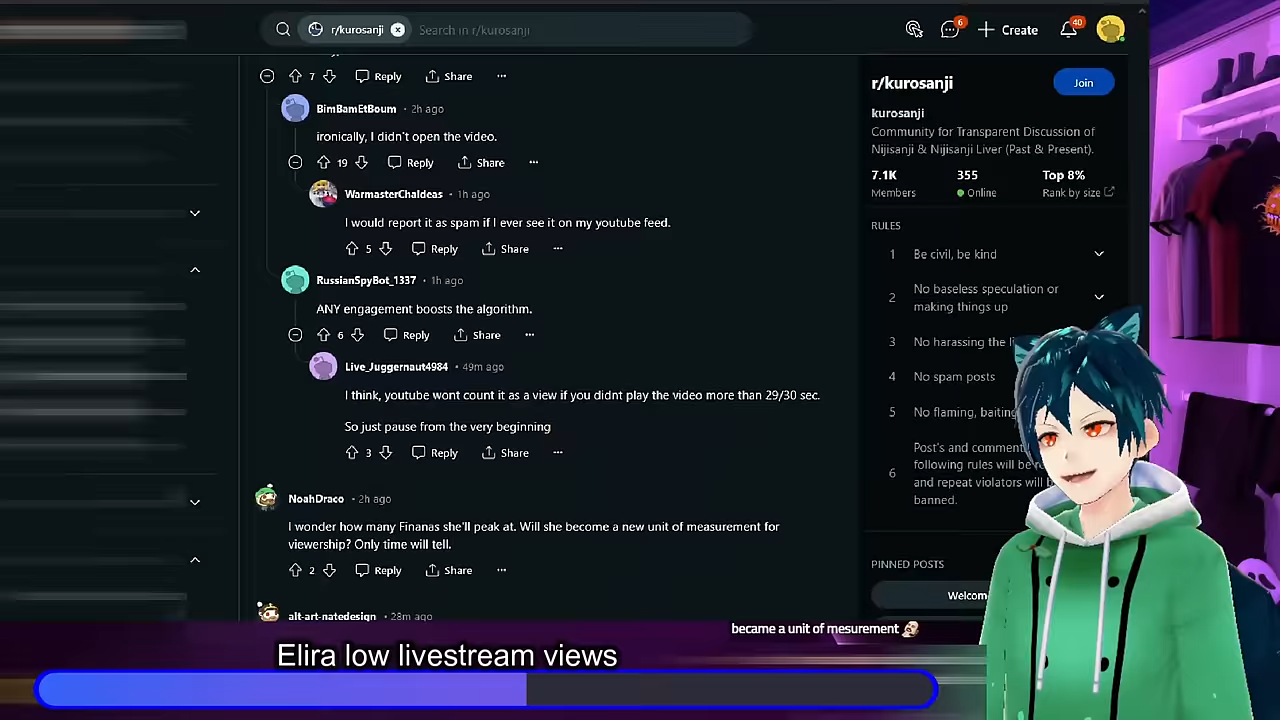 r/kurosanji
Search in r/kurosanji
6
Create
40
7
Reply
Share
BimBamEtBoum • 2h ago
ironically, I didn't open the video.
19
Reply
Share
WarmasterChaldeas • 1h ago
I would report it as spam if I ever see it on my youtube feed.
5
Reply
Share
RussianSpyBot_1337 • 1h ago
ANY engagement boosts the algorithm.
6
Reply
Share
Live_Juggernaut4984 • 49m ago
I think, youtube wont count it as a view if you didnt play the video more than 29/30 sec.
So just pause from the very beginning
3
Reply
Share
NoahDraco • 2h ago
I wonder how many Finanas she'll peak at. Will she become a new unit of measurement for
viewership? Only time will tell.
2
Reply
Share
alt-art-natedesign • 28m ago
r/kurosanji
Join
kurosanji
Community for Transparent Discussion of
Nijisanji & Nijisanji Liver (Past & Present).
7.1K
Members
355
Online
Top 8%
Rank by size
RULES
1 Be civil, be kind
2 No baseless speculation or
making things up
3 No harassing the
4 No spam posts
5 No flaming, baiting
6 Post's and comment
following rules will be
and repeat violators will
banned.
PINNED POSTS
Welcom
became a unit of mesurement
Elira low livestream views